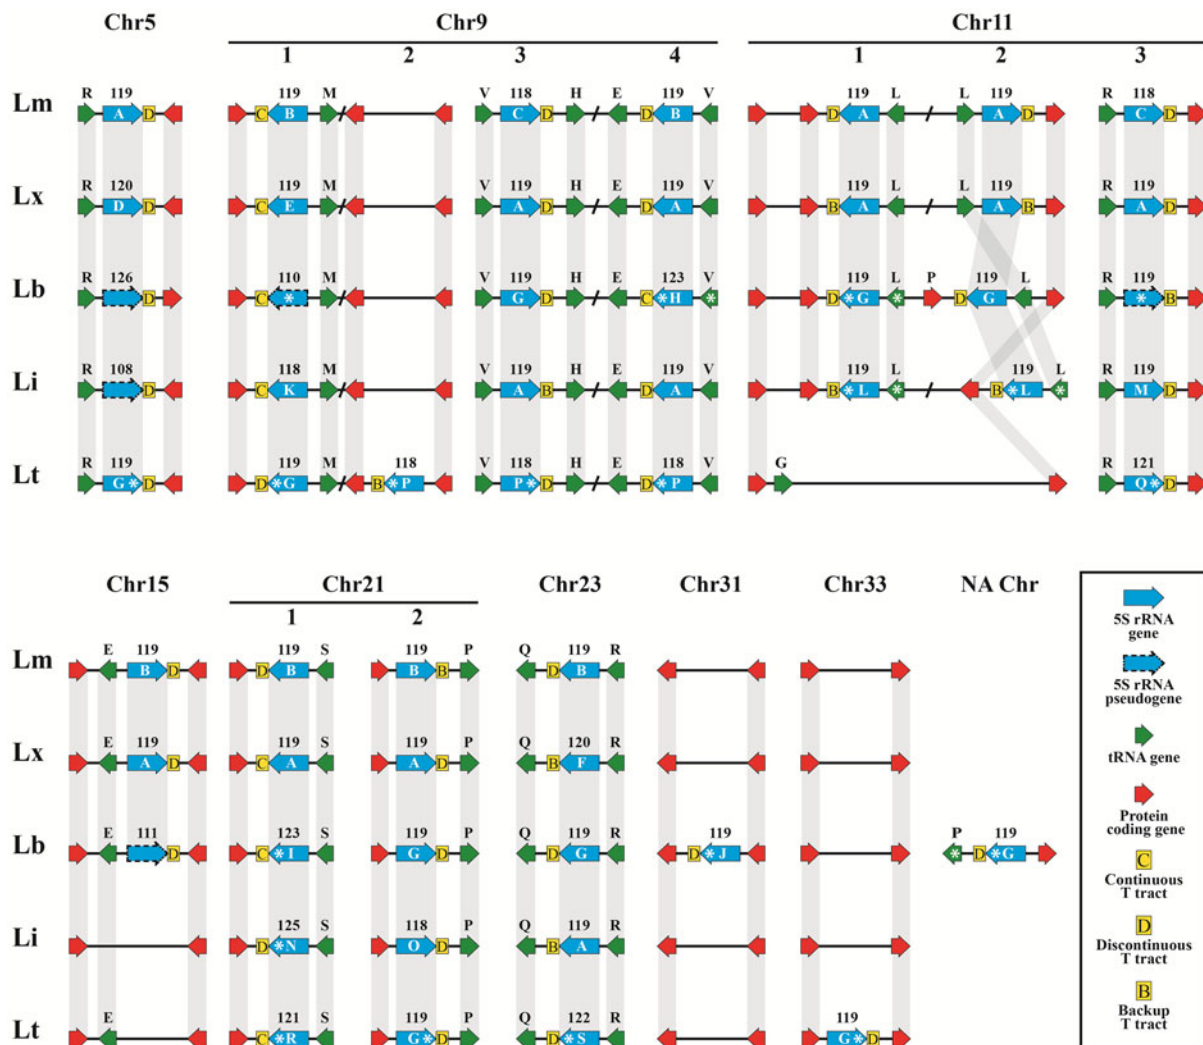 Chr5 Chr9 Chr11
1 2 3 4 1 2 3
R 119 119 M V 118 H E 119 V 119 L L 119 R 118
Lm A D C B C D D B D A A D C D
R 120 119 M V 119 H E 119 V 119 L L 119 R 119
Lx D D C E A D D A B A A B A D
R 126 110 M V 119 H E 123 V 119 L P 119 L R 119
Lb D C * G D C * H * D * G * D G * B
R 108 118 M V 119 H E 119 V 119 L 119 L R 119
Li D C K A B D A B * L * B * L * M D
R 119 119 M 118 V 118 H E 118 V G R 121
Lt G * D D * G B * P P * D D * P Q * D
Chr15 Chr21 Chr23 Chr31 Chr33 NA Chr
1 2
E 119 119 S 119 P Q 119 R
Lm B D D B B B D B
E 119 119 S 119 P Q 120 R
Lx A D C A A D B F
E 111 123 S 119 P Q 119 R 119 P 119
Lb D C * I G D D G D * J * D * G
125 S 118 P Q 119 R
Li D * N O D B A
E 121 S 119 P Q 122 R 119
Lt C * R G * D D * S G * D
5S rRNA
gene
5S rRNA
pseudogene
tRNA gene
Protein
coding gene
C
Continuous
T tract
D
Discontinuous
T tract
B
Backup
T tract